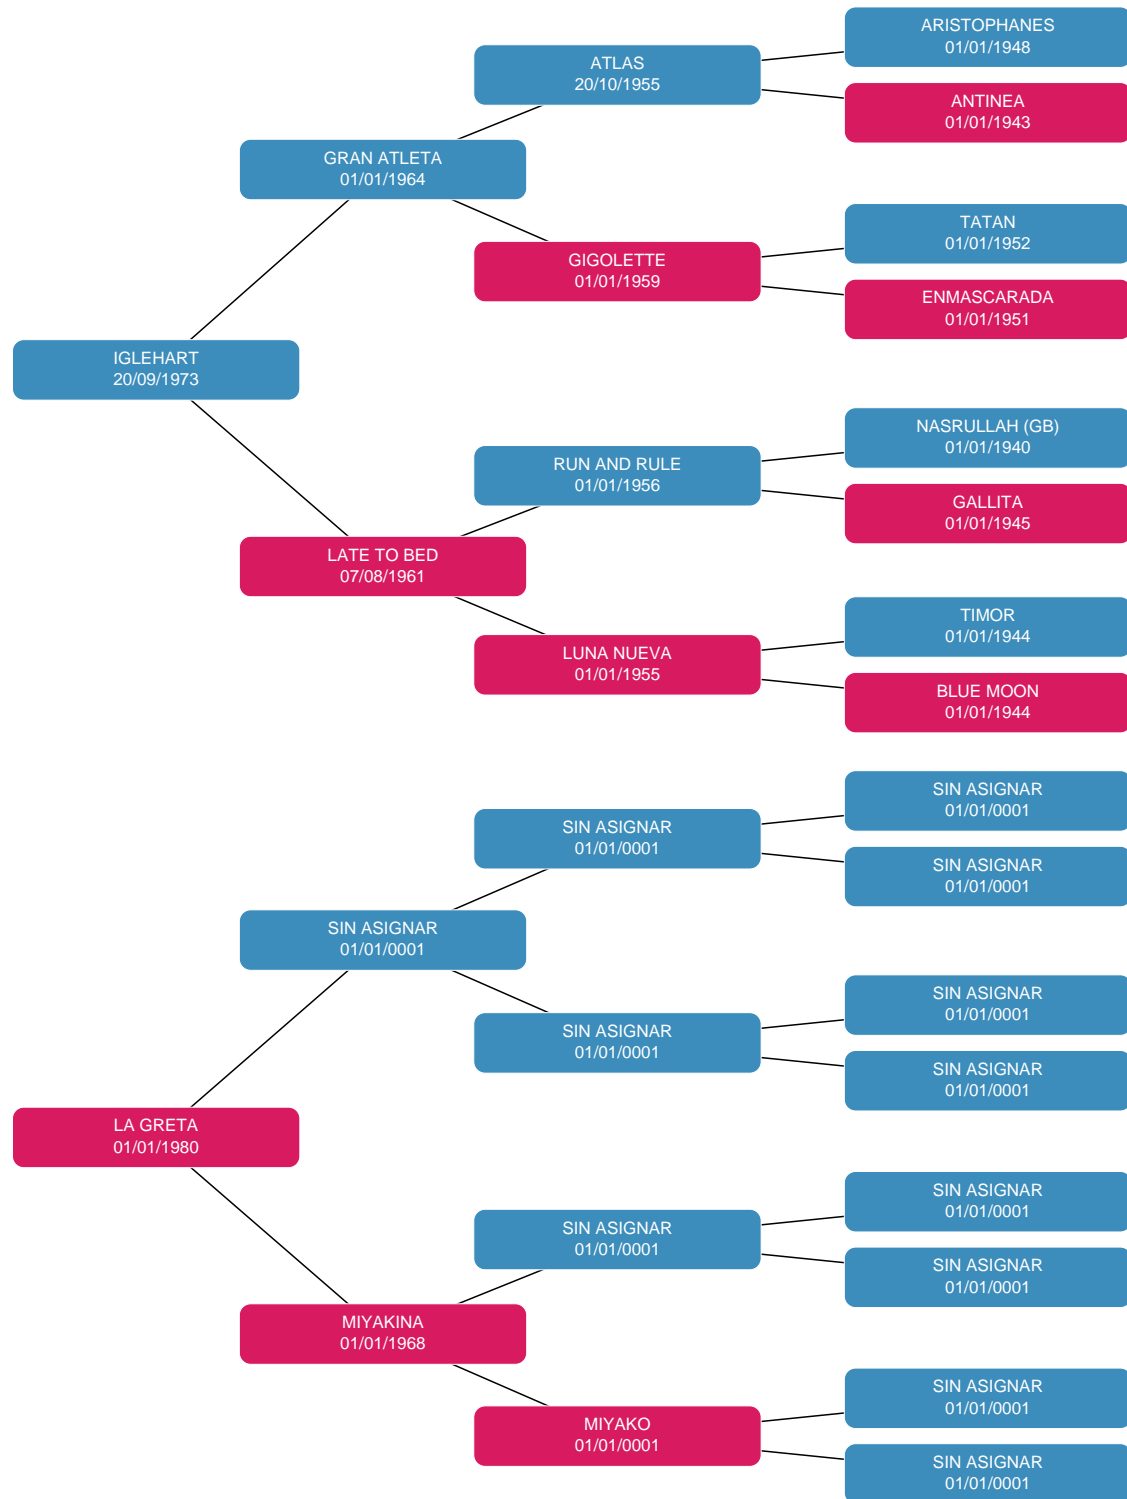 ARISTOPHANES
01/01/1948
ATLAS
20/10/1955
ANTINEA
01/01/1943
GRAN ATLETA
01/01/1964
TATAN
01/01/1952
GIGOLETTE
01/01/1959
ENMASCARADA
01/01/1951
IGLEHART
20/09/1973
NASRULLAH (GB)
01/01/1940
RUN AND RULE
01/01/1956
GALLITA
01/01/1945
LATE TO BED
07/08/1961
TIMOR
01/01/1944
LUNA NUEVA
01/01/1955
BLUE MOON
01/01/1944
SIN ASIGNAR
01/01/0001
SIN ASIGNAR
01/01/0001
SIN ASIGNAR
01/01/0001
SIN ASIGNAR
01/01/0001
SIN ASIGNAR
01/01/0001
SIN ASIGNAR
01/01/0001
SIN ASIGNAR
01/01/0001
LA GRETA
01/01/1980
SIN ASIGNAR
01/01/0001
SIN ASIGNAR
01/01/0001
SIN ASIGNAR
01/01/0001
MIYAKINA
01/01/1968
SIN ASIGNAR
01/01/0001
MIYAKO
01/01/0001
SIN ASIGNAR
01/01/0001